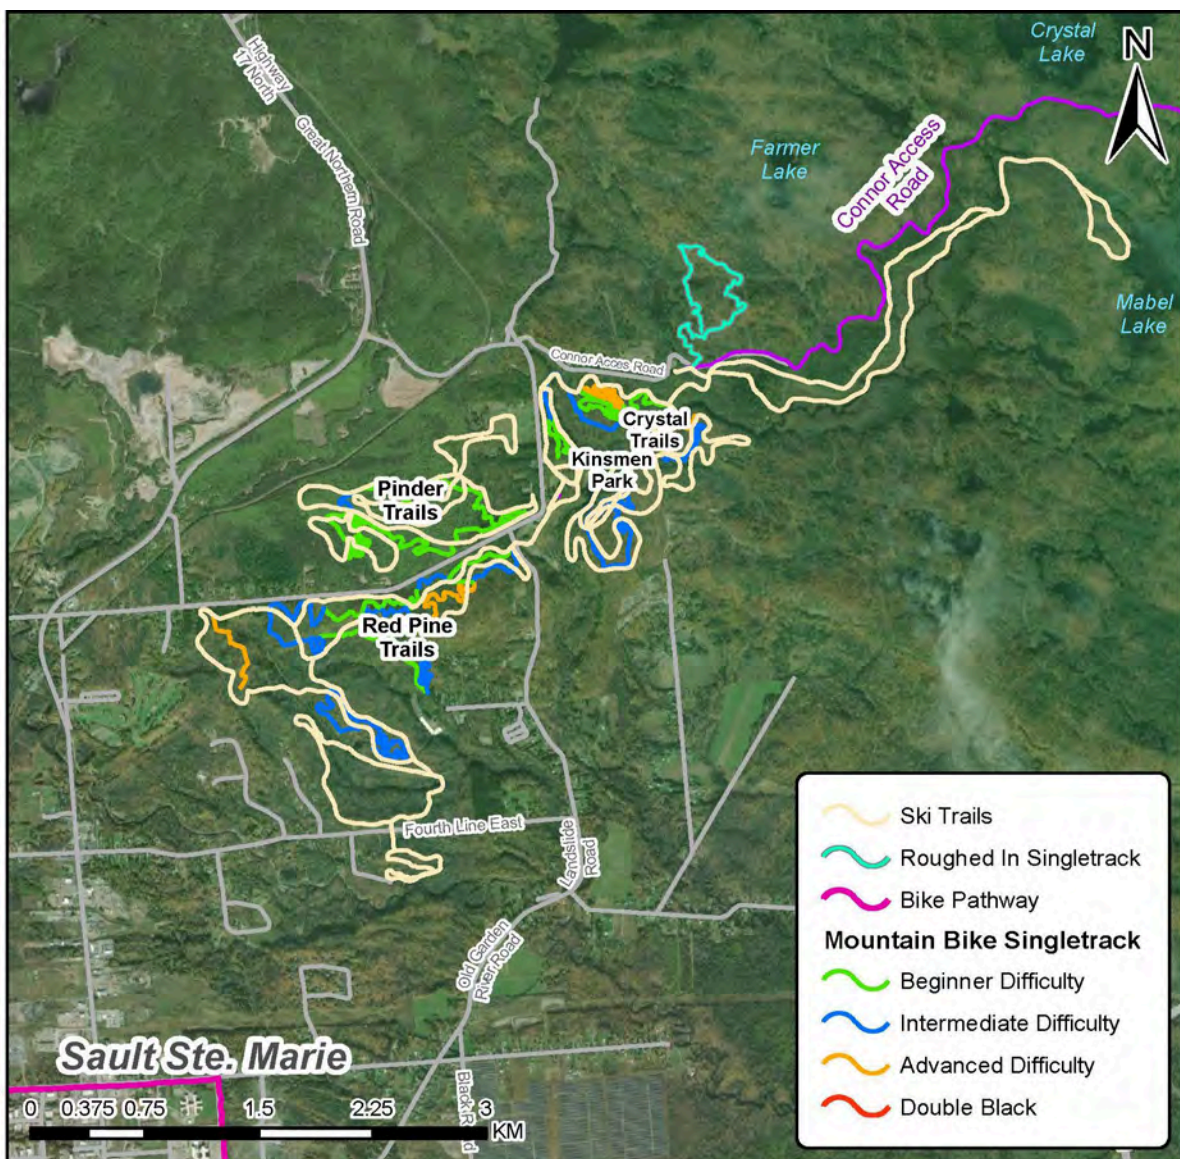 Crystal
Lake
N
Highway
17 North
Great Northern Road
Farmer
Lake
Connor Access
Road
Mabel
Lake
Connor Acces Road
Crystal
Trails
Kinsmen
Park
Pinder
Trails
Red Pine
Trails
Fourth Line East
Landslide
Road
Old Garden
River Road
Black Road
Sault Ste. Marie
0 0.375 0.75 1.5 2.25 3
KM
Ski Trails
Roughed In Singletrack
Bike Pathway
Mountain Bike Singletrack
Beginner Difficulty
Intermediate Difficulty
Advanced Difficulty
Double Black